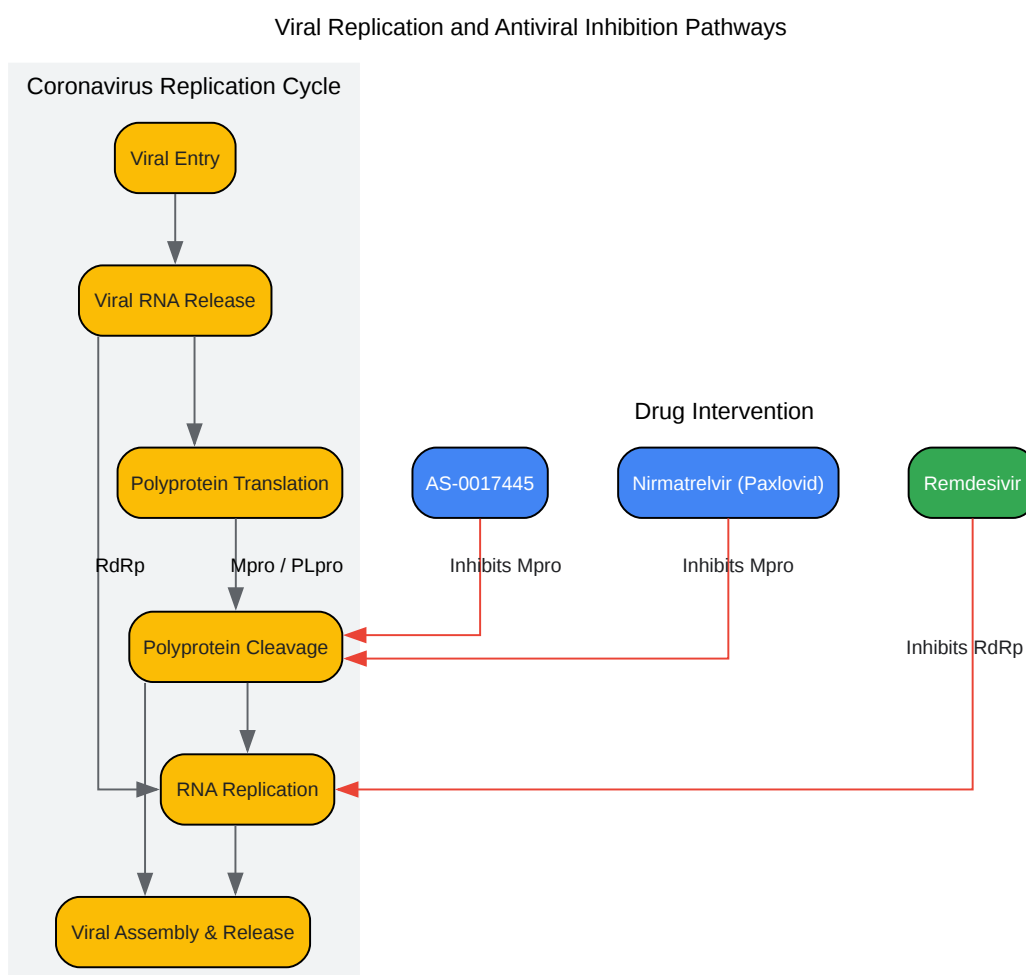 Viral Replication and Antiviral Inhibition Pathways
Coronavirus Replication Cycle
Viral Entry
Viral RNA Release
Drug Intervention
Polyprotein Translation
AS-0017445
Nirmatrelvir (Paxlovid)
Remdesivir
RdRp
Mpro / PLpro
Inhibits Mpro
Inhibits Mpro
Polyprotein Cleavage
Inhibits RdRp
RNA Replication
Viral Assembly & Release